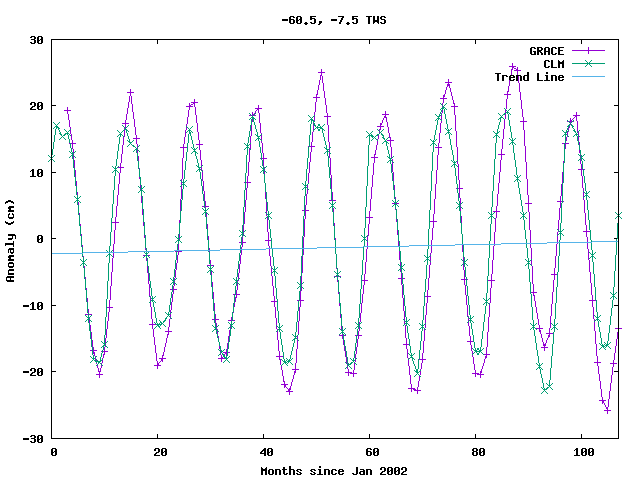 -60.5, -7.5 TWS
GRACE
CLM
Trend Line
30
20
10
0
-10
-20
-30
Anomaly (cm)
0 20 40 60 80 100
Months since Jan 2002